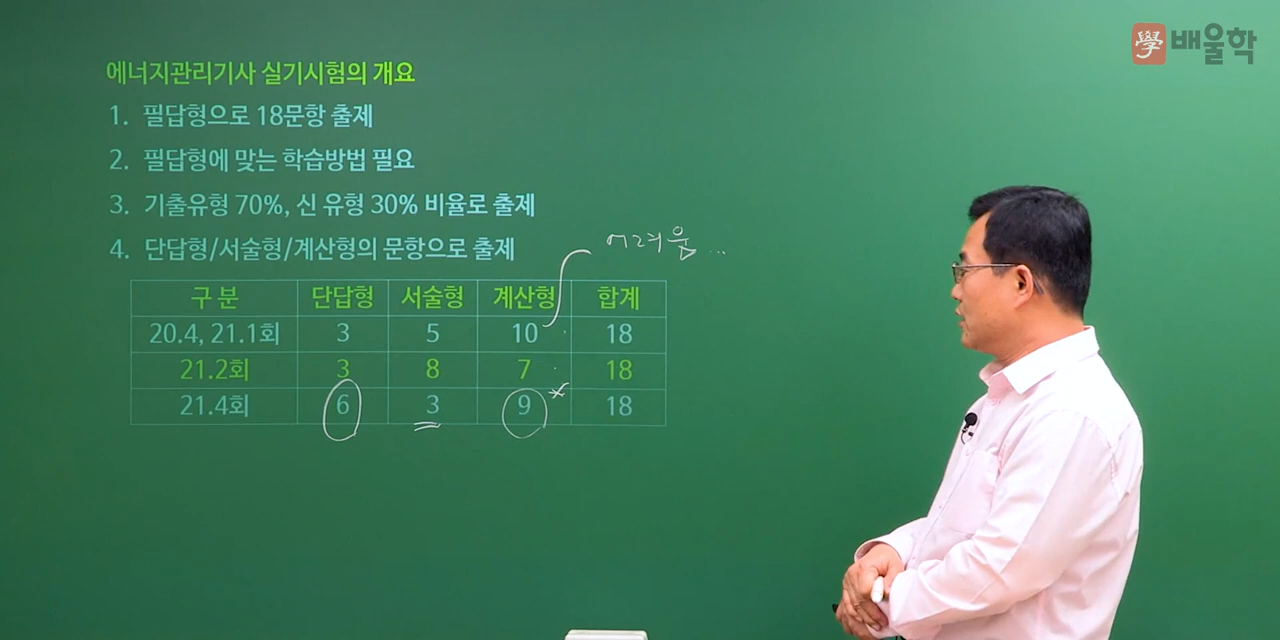 學 배울학
에너지관리기사 실기시험의 개요
1. 필답형으로 18문항 출제
2. 필답형에 맞는 학습방법 필요
3. 기출유형 70%, 신 유형 30% 비율로 출제
4. 단답형/서술형/계산형의 문항으로 출제
어려움 ...
구 분 단답형 서술형 계산형 합계
20.4, 21.1회 3 5 10 18
21.2회 3 8 7 18
21.4회 6 3 9 18